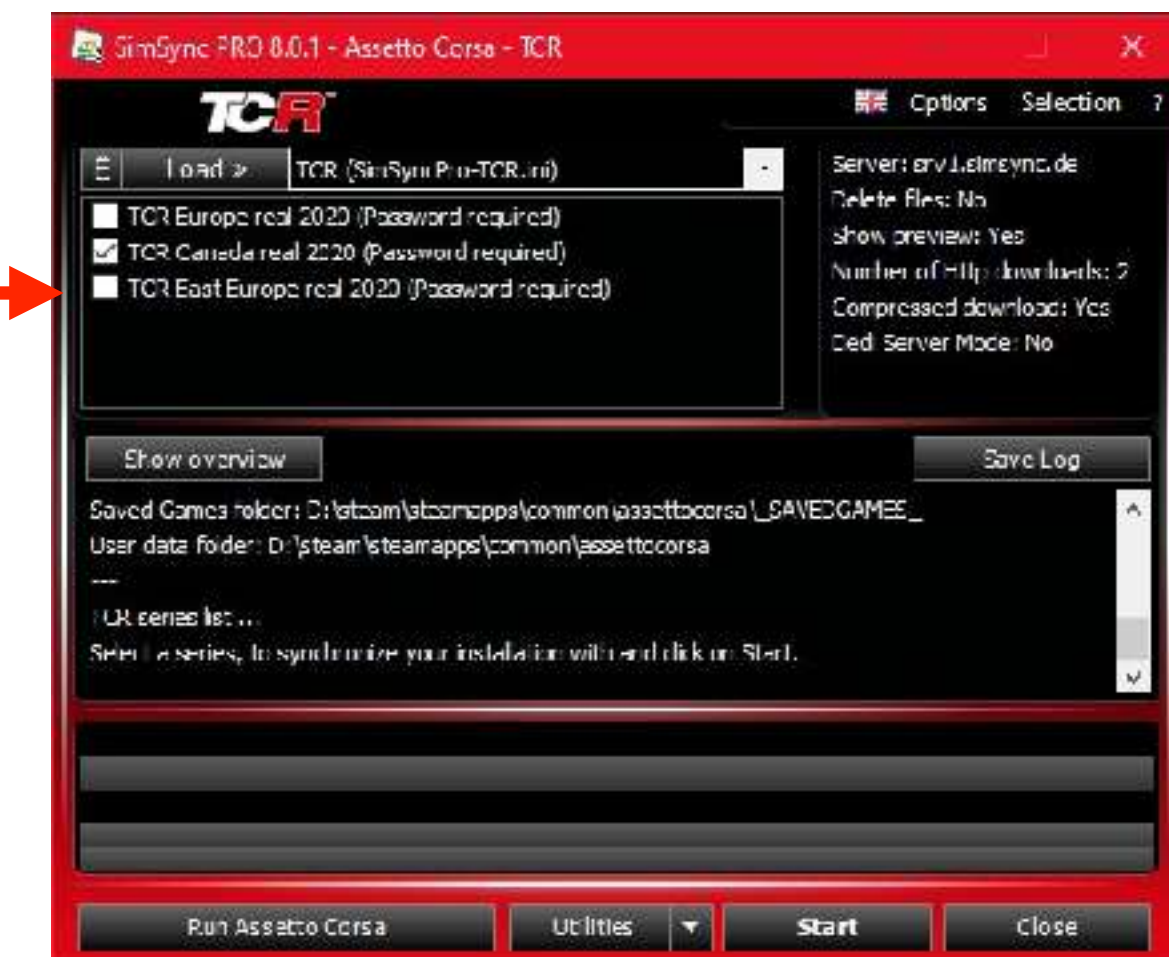 SimSync PRO 8.0.1 - Assetto Corsa - TCR
TCR
Options Selection ?
Load > TCR (SimSyncPro-TCR.ini)
TCR Europe real 2020 (Password required)
TCR Canada real 2020 (Password required)
TCR East Europe real 2020 (Password required)
Server: srv1.simsync.de
Delete files: No
Show preview: Yes
Number of Http downloads: 2
Compressed download: Yes
Ded. Server Mode: No
Show overview
Save Log
Saved Games folder: D:\steam\steamapps\common\assettocorsa\_SAVEDGAMES_
User data folder: D:\steam\steamapps\common\assettocorsa
---
TCR series list ...
Select a series, to synchronize your installation with and click on Start.
Run Assetto Corsa
Utilities
Start
Close